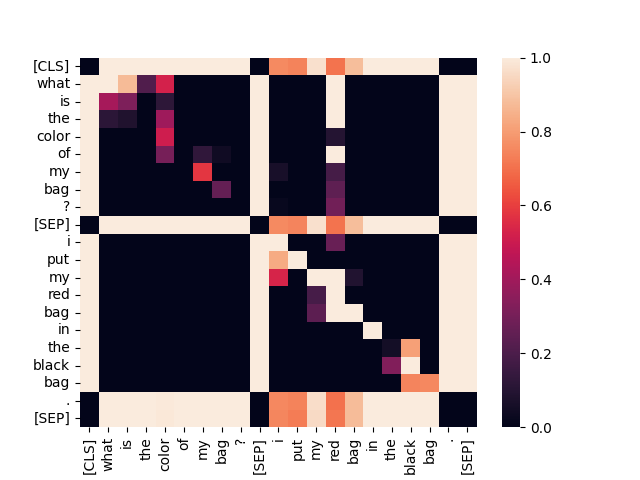 [CLS]
what
is
the
color
of
my
bag
?
[SEP]
i
put
my
red
bag
in
the
black
bag
.
[SEP]
[CLS]
what
is
the
color
of
my
bag
?
[SEP]
i
put
my
red
bag
in
the
black
bag
.
[SEP]
1.0
0.8
0.6
0.4
0.2
0.0